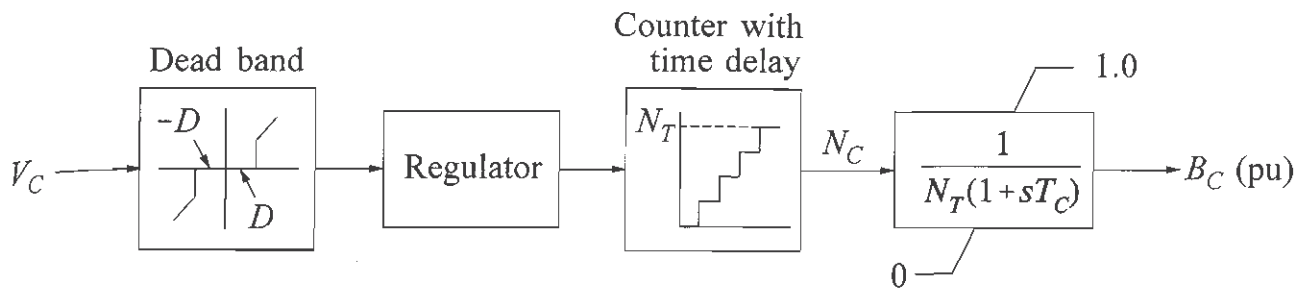 Counter with
time delay
Dead band
1.0
-D
N_T
N_C
1
V_C
Regulator
B_C (pu)
D
N_T(1+sT_C)
0